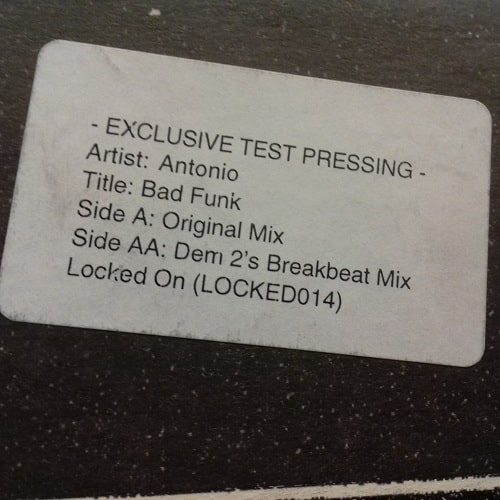 - EXCLUSIVE TEST PRESSING -
Artist: Antonio
Title: Bad Funk
Side A: Original Mix
Side AA: Dem 2's Breakbeat Mix
Locked On (LOCKED014)